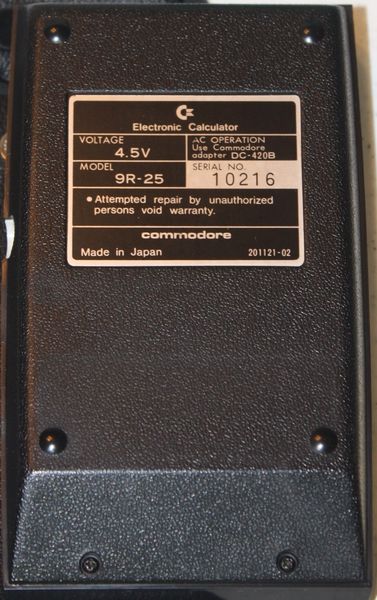 Electronic Calculator
VOLTAGE
4.5V
AC OPERATION
Use Commodore
adapter DC-420B
MODEL
9R-25
SERIAL NO.
10216
• Attempted repair by unauthorized
persons void warranty.
commodore
Made in Japan
201121-02